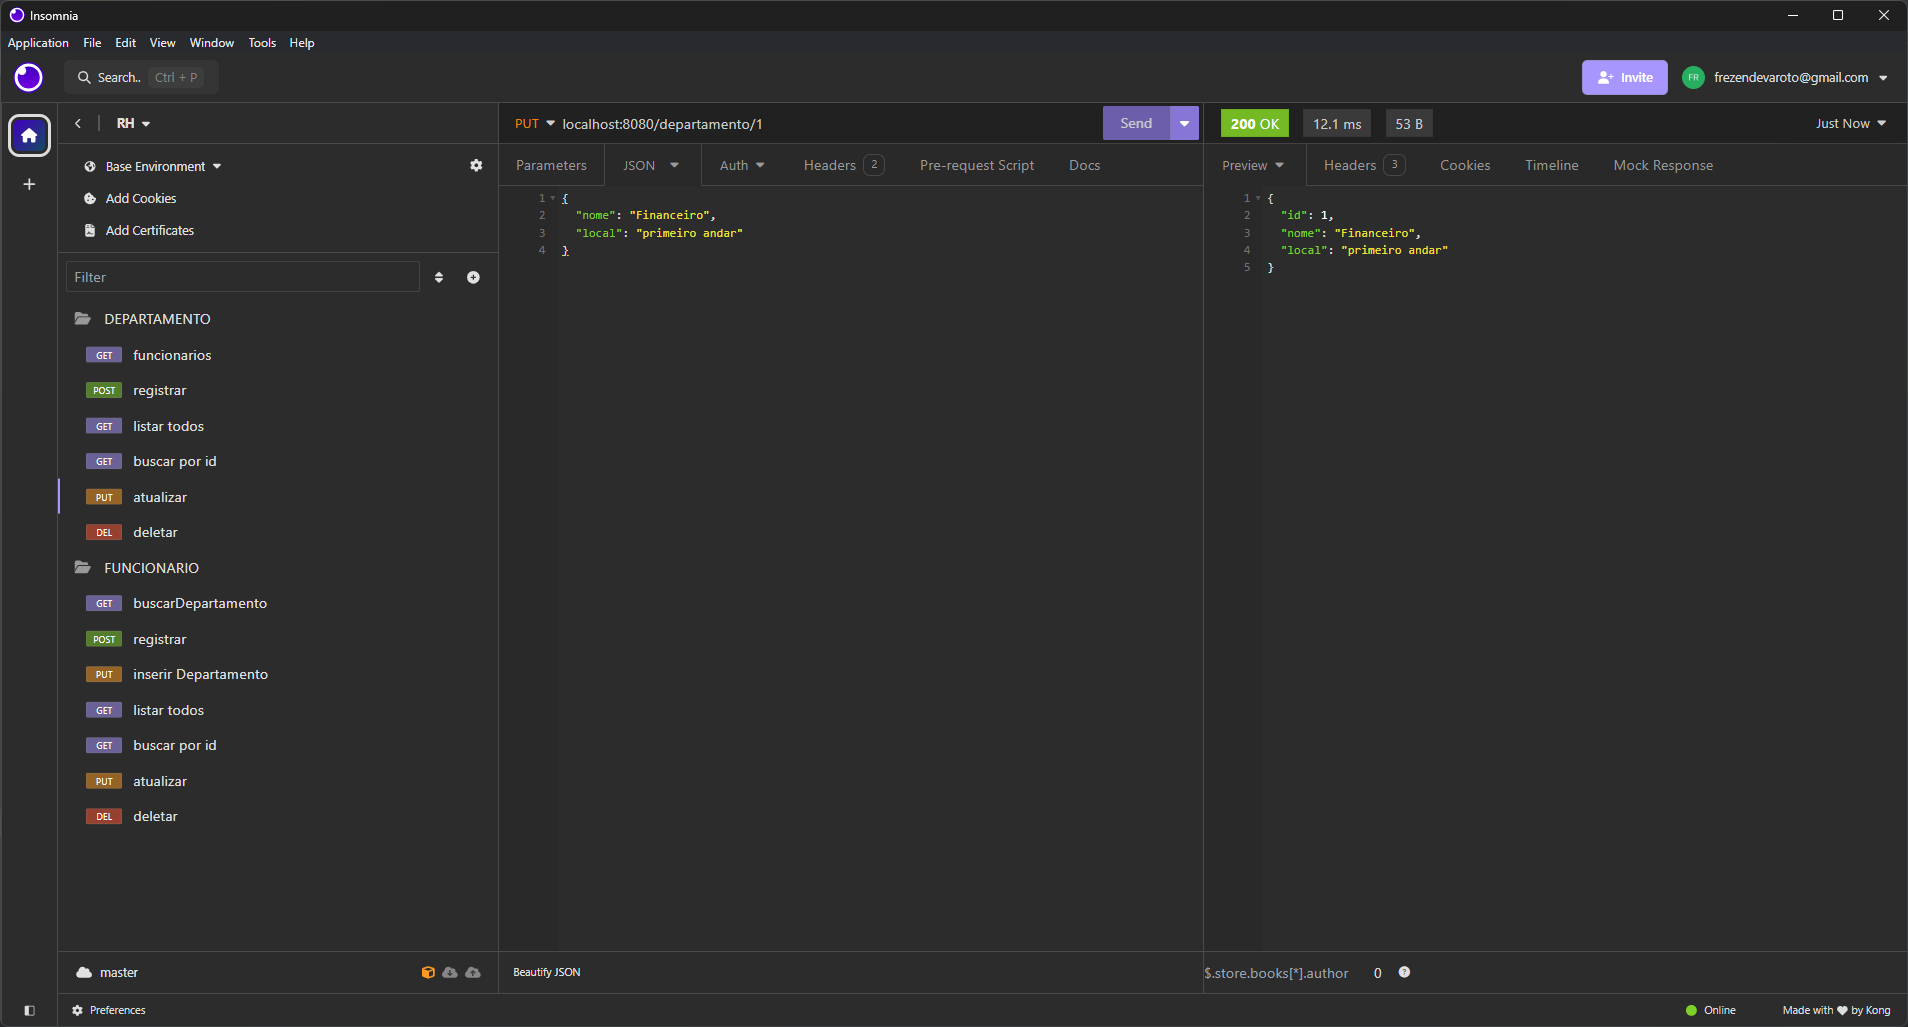 Insomnia
Application File Edit View Window Tools Help
Search.. Ctrl + P
Invite
FR frezendevaroto@gmail.com
RH
Base Environment
Add Cookies
Add Certificates
Filter
DEPARTAMENTO
GET funcionarios
POST registrar
GET listar todos
GET buscar por id
PUT atualizar
DEL deletar
FUNCIONARIO
GET buscarDepartamento
POST registrar
PUT inserir Departamento
GET listar todos
GET buscar por id
PUT atualizar
DEL deletar
master
Preferences
PUT localhost:8080/departamento/1 Send
Parameters JSON Auth Headers 2 Pre-request Script Docs
1 {
2 "nome": "Financeiro",
3 "local": "primeiro andar"
4 }
Beautify JSON
200 OK 12.1 ms 53 B Just Now
Preview Headers 3 Cookies Timeline Mock Response
1 {
2 "id": 1,
3 "nome": "Financeiro",
4 "local": "primeiro andar"
5 }
$.store.books[*].author 0
Online Made with ♥ by Kong